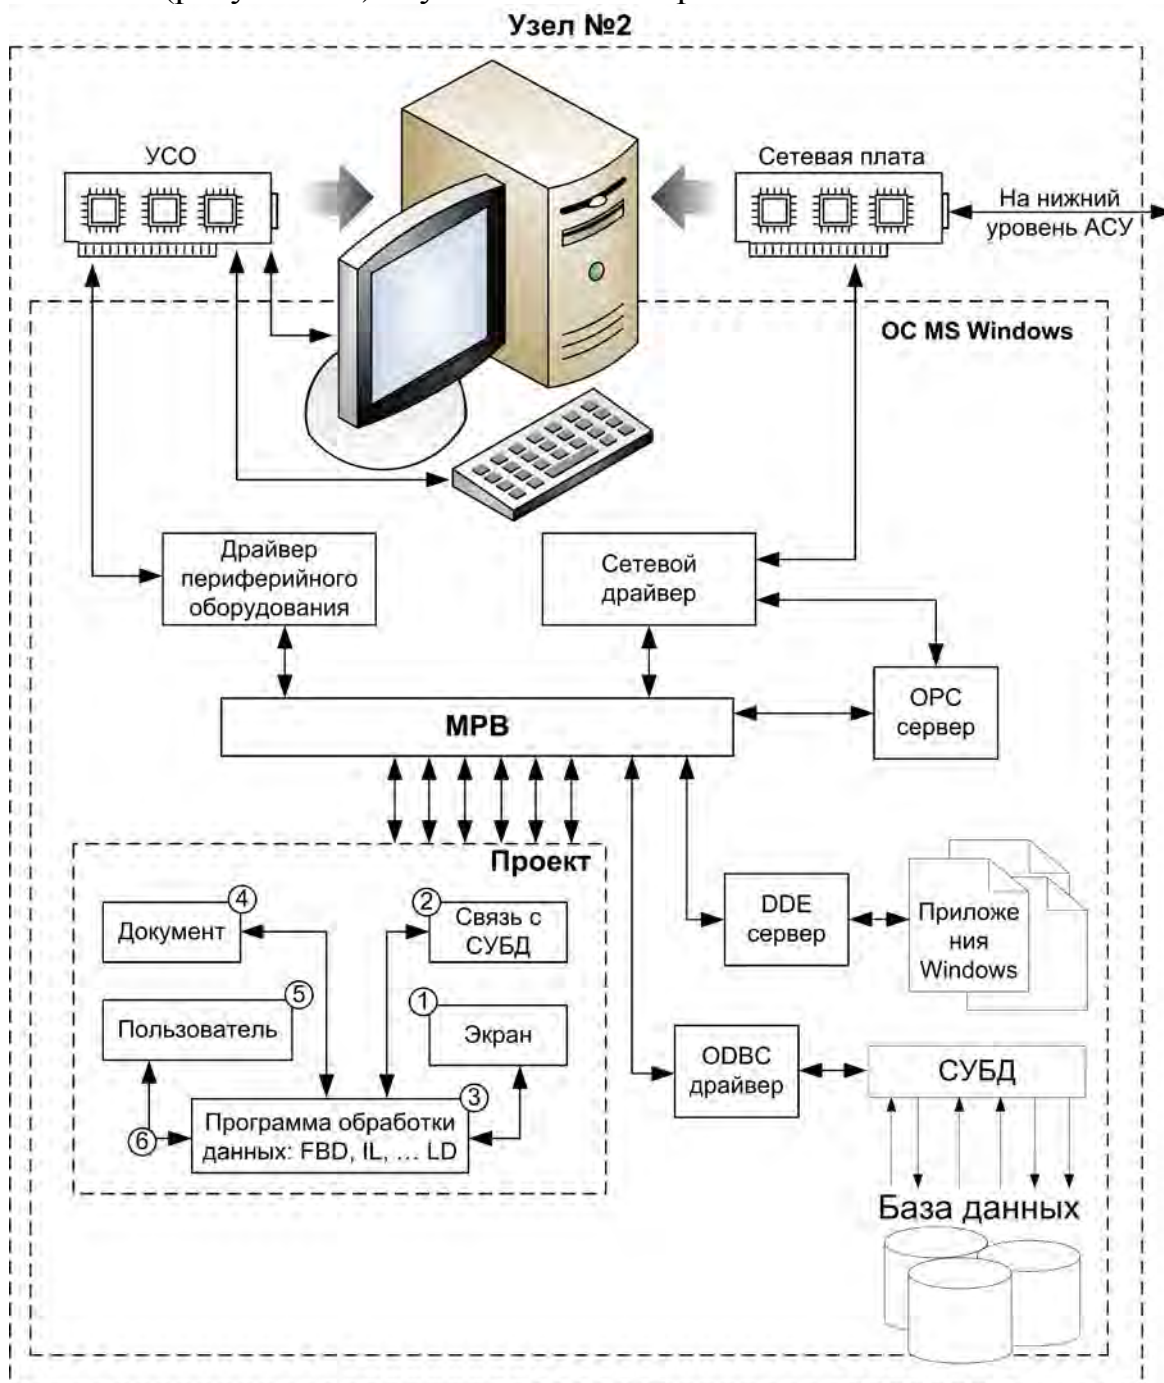 Узел №2
УСО
Сетевая плата
На нижний
уровень АСУ
ОС MS Windows
Драйвер
периферийного
оборудования
Сетевой
драйвер
МРВ
OPC
сервер
Проект
4
Документ
2
Связь с
СУБД
5
Пользователь
1
Экран
3
Программа обработки
данных: FBD, IL, ... LD
6
DDE
сервер
Приложе
ния
Windows
ODBC
драйвер
СУБД
База данных